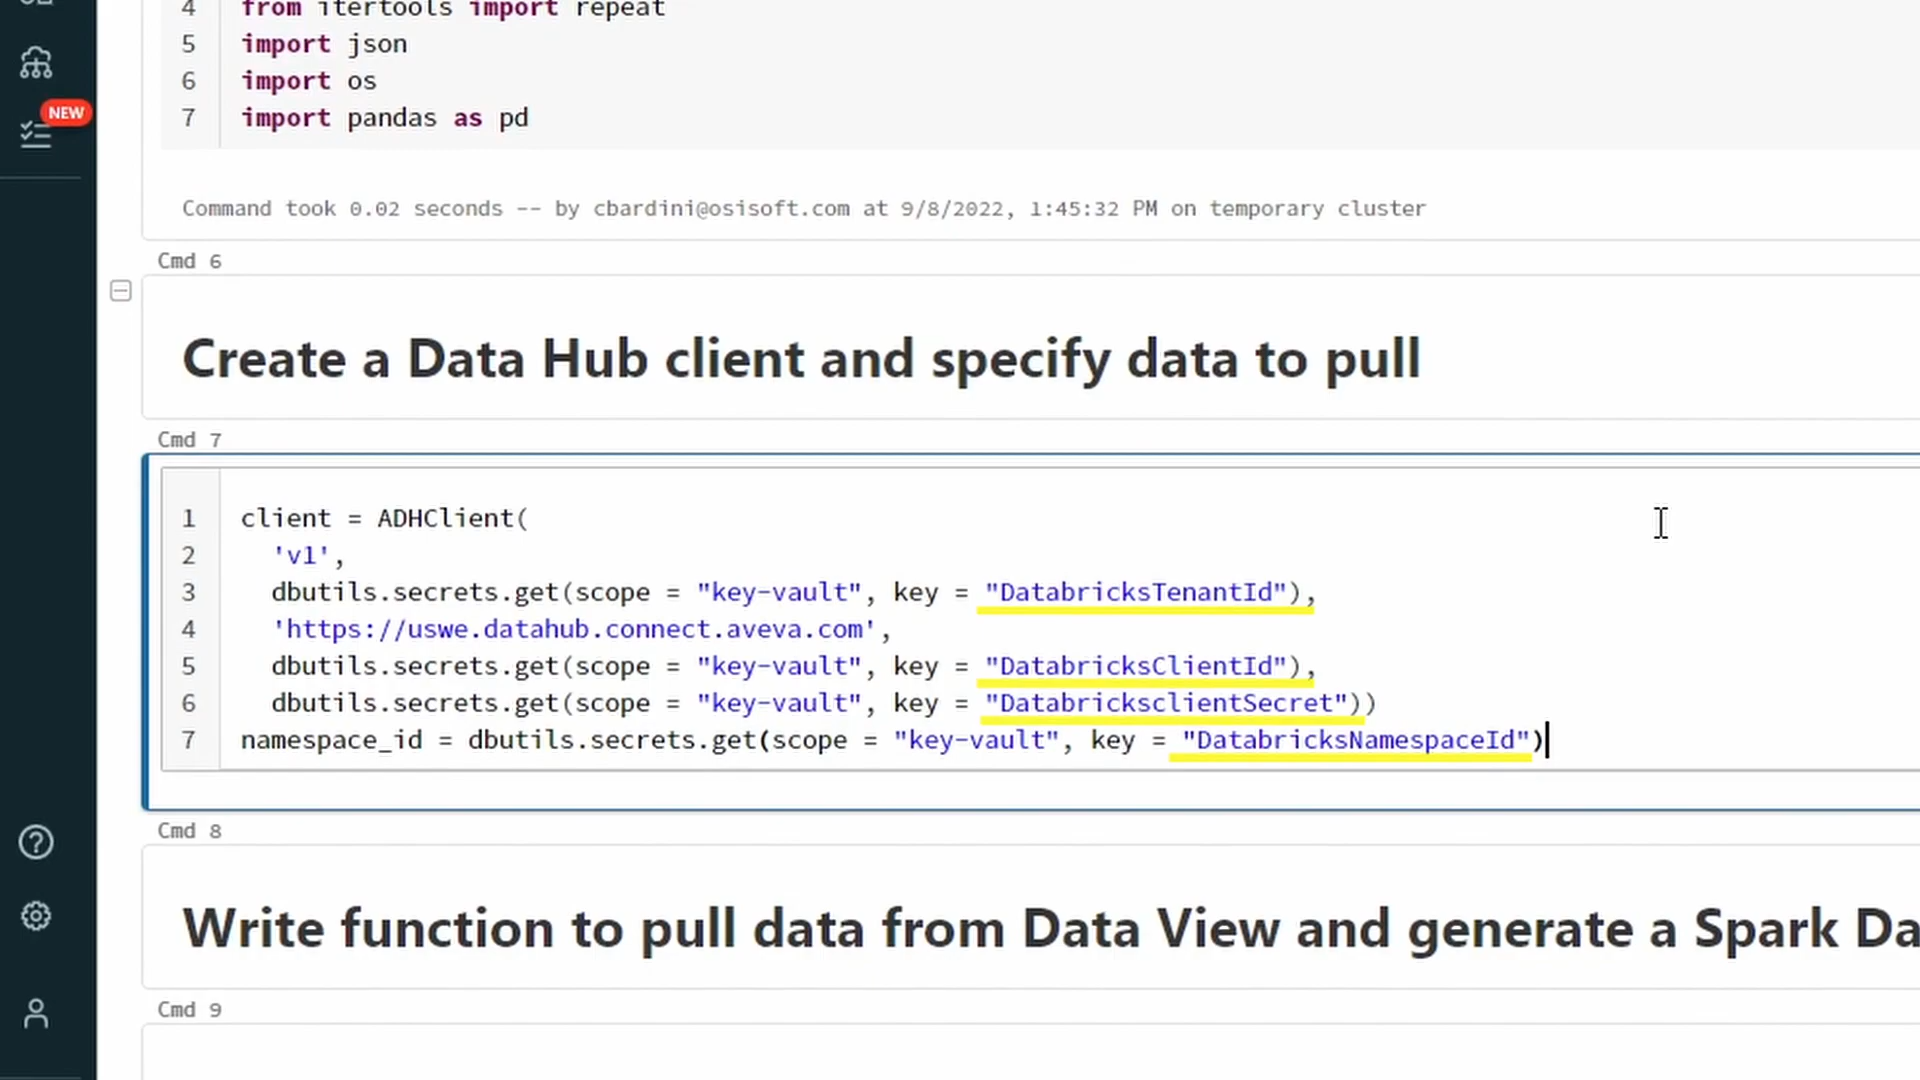 4 from itertools import repeat
5 import json
6 import os
NEW
7 import pandas as pd
Command took 0.02 seconds -- by cbardini@osisoft.com at 9/8/2022, 1:45:32 PM on temporary cluster
Cmd 6
Create a Data Hub client and specify data to pull
Cmd 7
1 client = ADHClient(
2 'v1',
3 dbutils.secrets.get(scope = "key-vault", key = "DatabricksTenantId"),
4 'https://uswe.datahub.connect.aveva.com',
5 dbutils.secrets.get(scope = "key-vault", key = "DatabricksClientId"),
6 dbutils.secrets.get(scope = "key-vault", key = "DatabricksclientSecret"))
7 namespace_id = dbutils.secrets.get(scope = "key-vault", key = "DatabricksNamespaceId")
Cmd 8
Write function to pull data from Data View and generate a Spark Da
Cmd 9